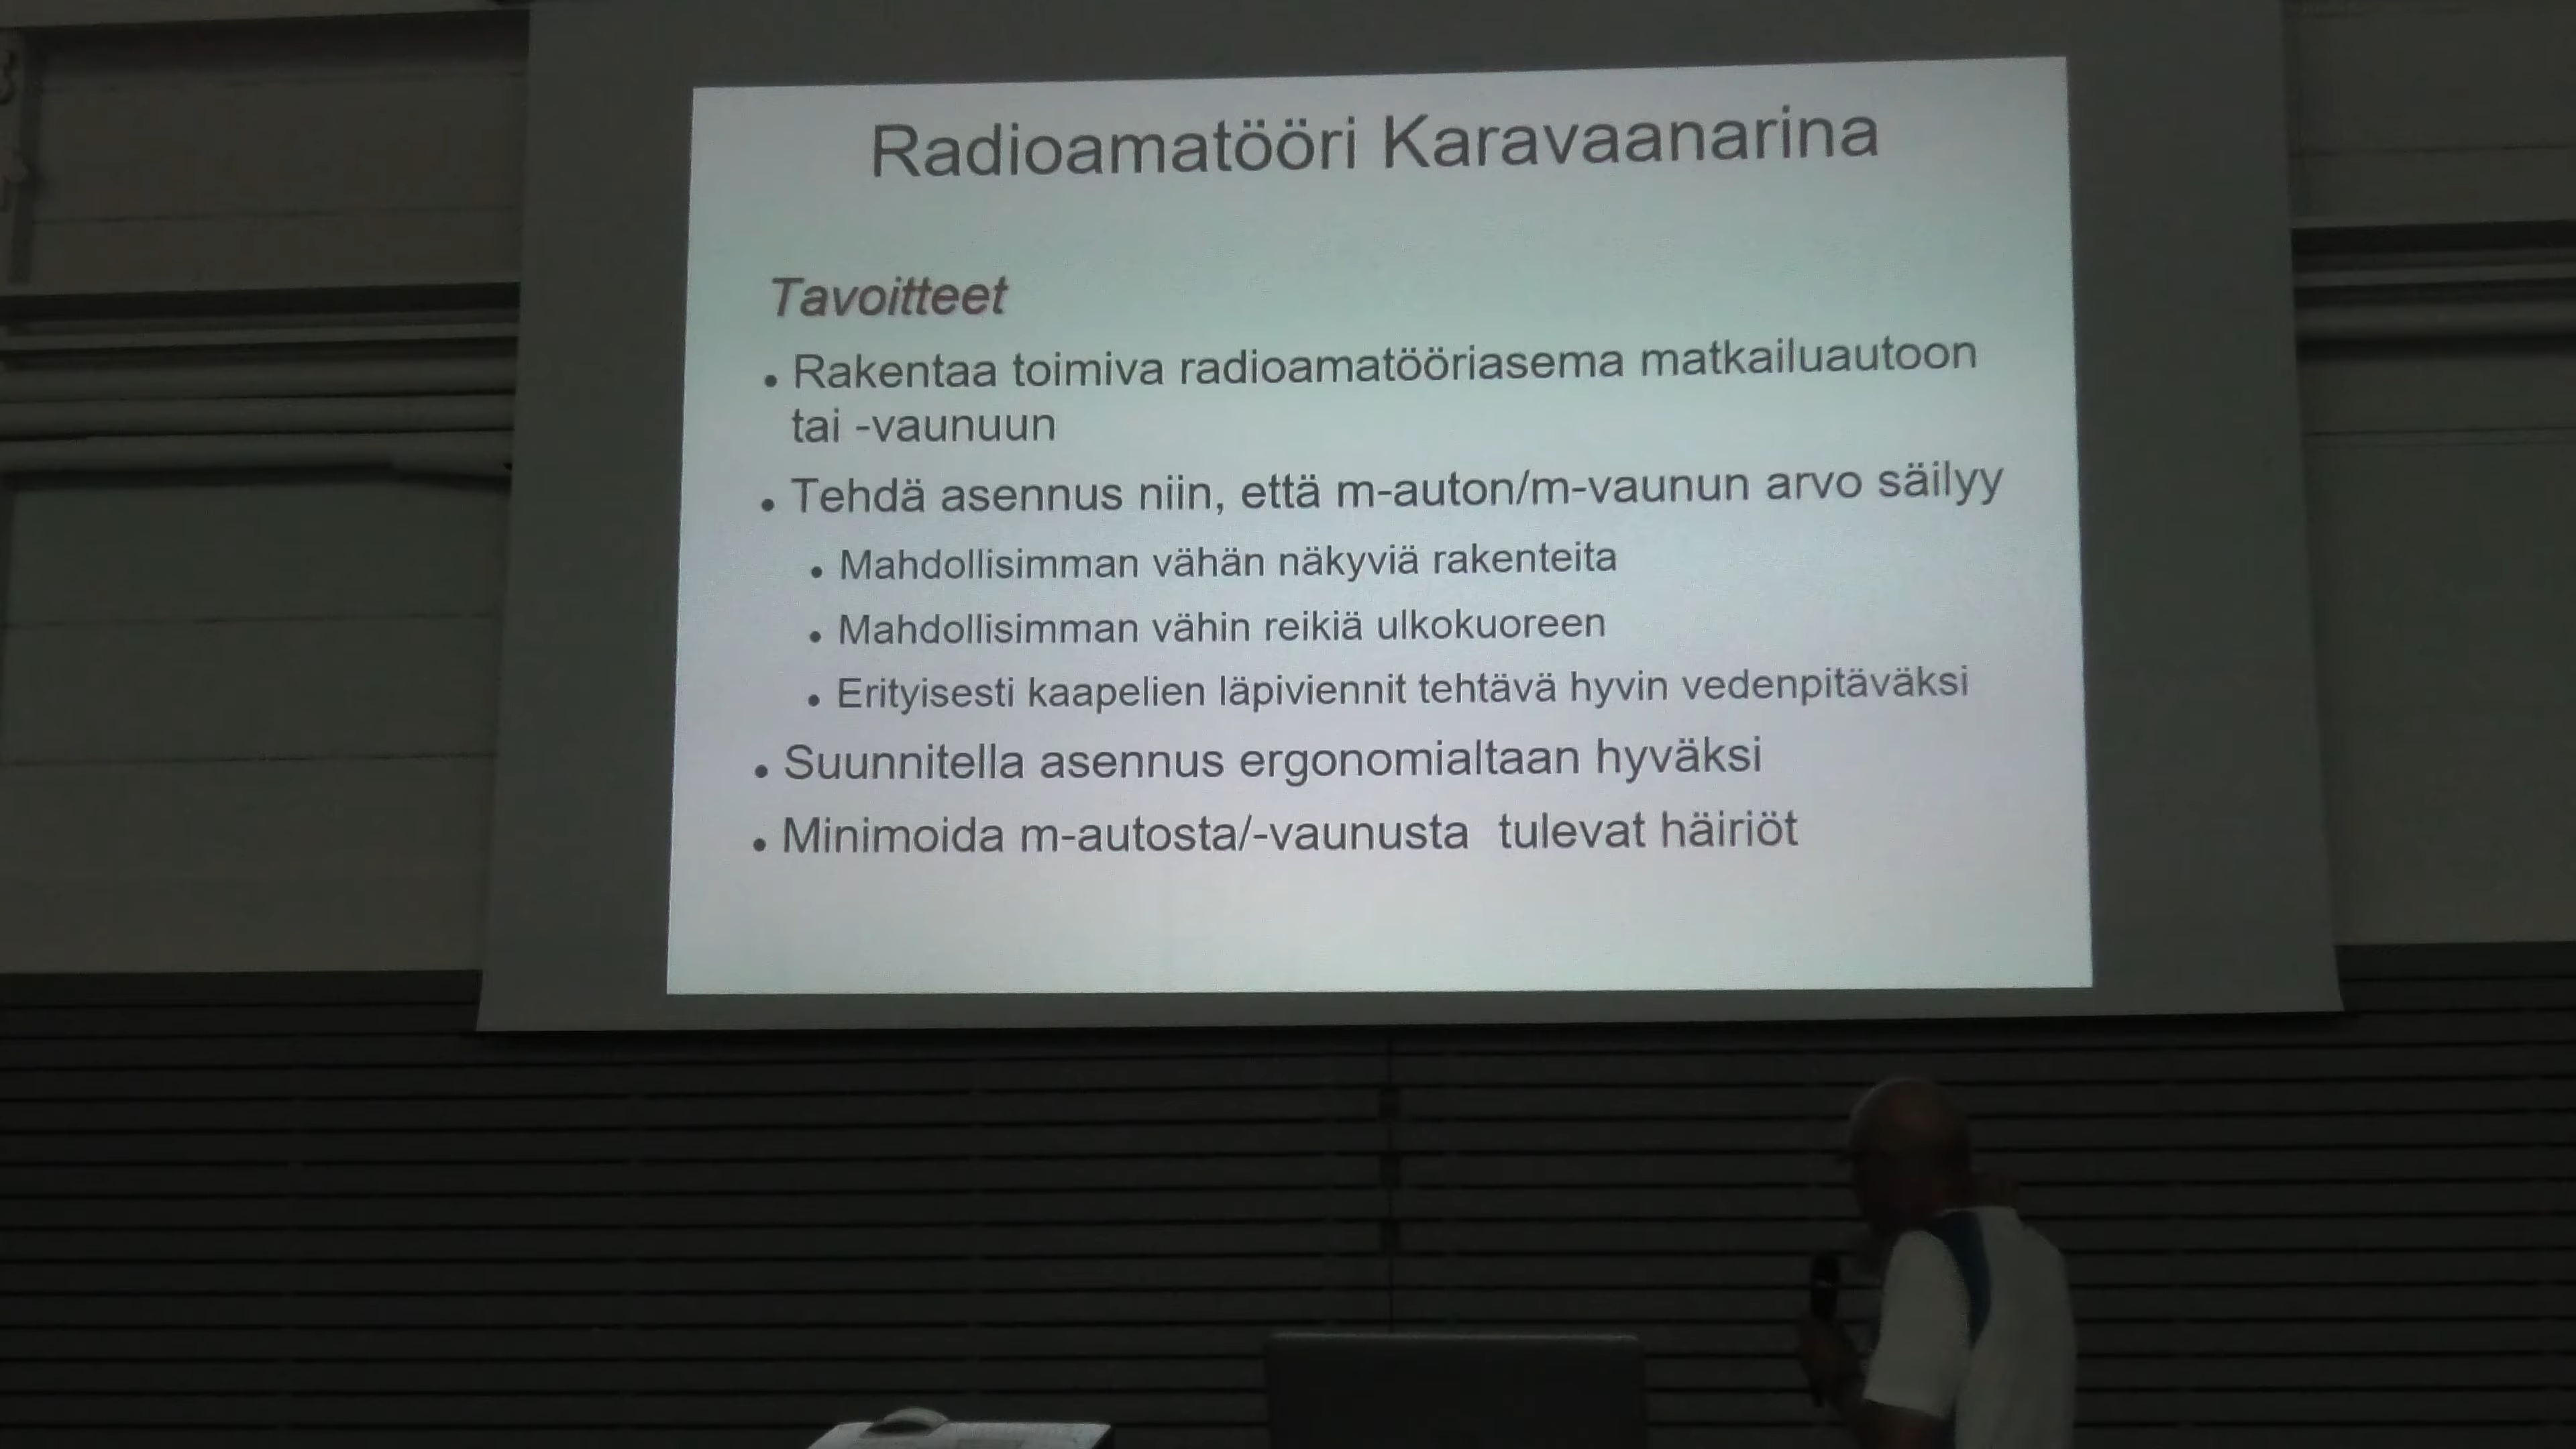 Radioamatööri Karavaanarina
Tavoitteet
• Rakentaa toimiva radioamatööriasema matkailuautoon
tai -vaunuun
• Tehdä asennus niin, että m-auton/m-vaunun arvo säilyy
• Mahdollisimman vähän näkyviä rakenteita
• Mahdollisimman vähin reikiä ulkokuoreen
• Erityisesti kaapelien läpiviennit tehtävä hyvin vedenpitäväksi
• Suunnitella asennus ergonomialtaan hyväksi
• Minimoida m-autosta/-vaunusta tulevat häiriöt